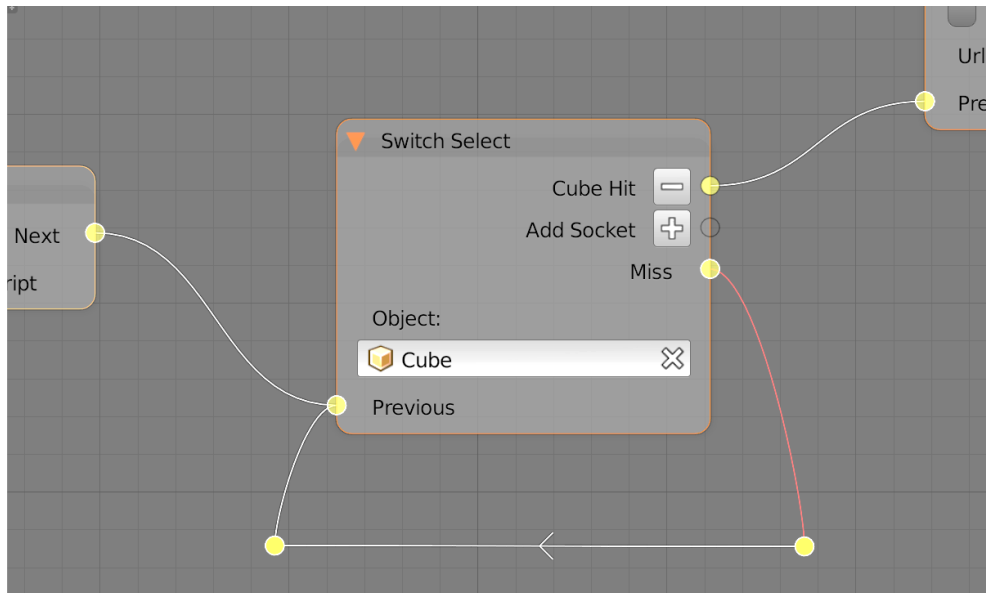 Switch Select
Cube Hit
Add Socket
Miss
Object:
Cube
Previous
Next
ript
Url
Pre